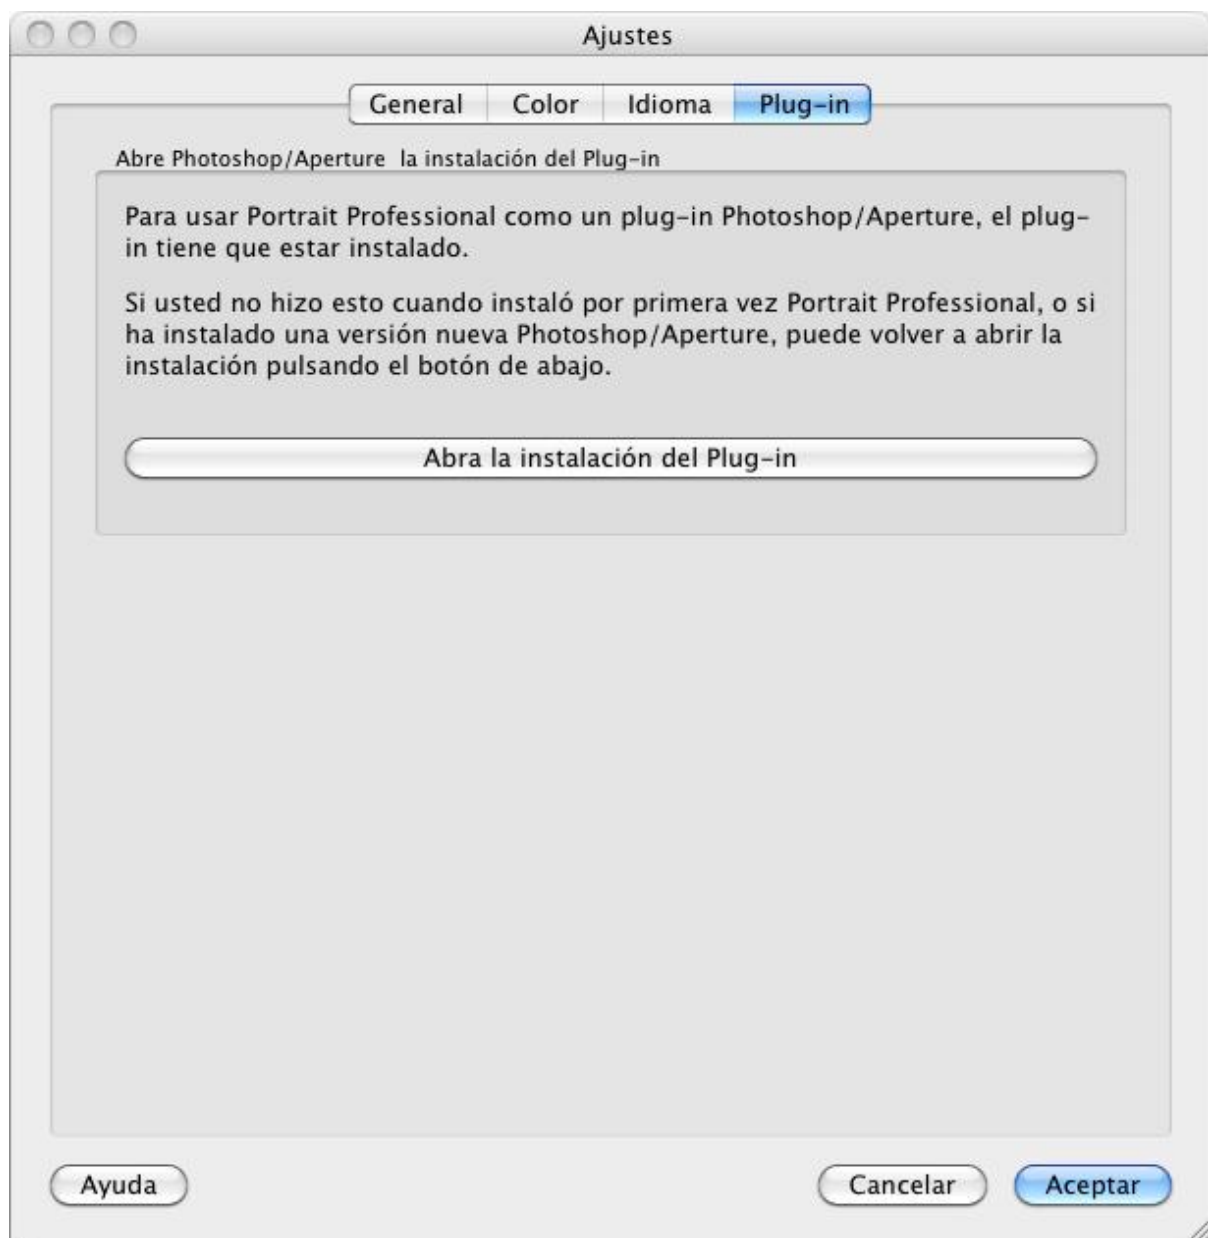 Ajustes
General Color Idioma Plug-in
Abre Photoshop/Aperture  la instalación del Plug-in
Para usar Portrait Professional como un plug-in Photoshop/Aperture, el plug-
in tiene que estar instalado.
Si usted no hizo esto cuando instaló por primera vez Portrait Professional, o si
ha instalado una versión nueva Photoshop/Aperture, puede volver a abrir la
instalación pulsando el botón de abajo.
Abra la instalación del Plug-in
Ayuda Cancelar Aceptar